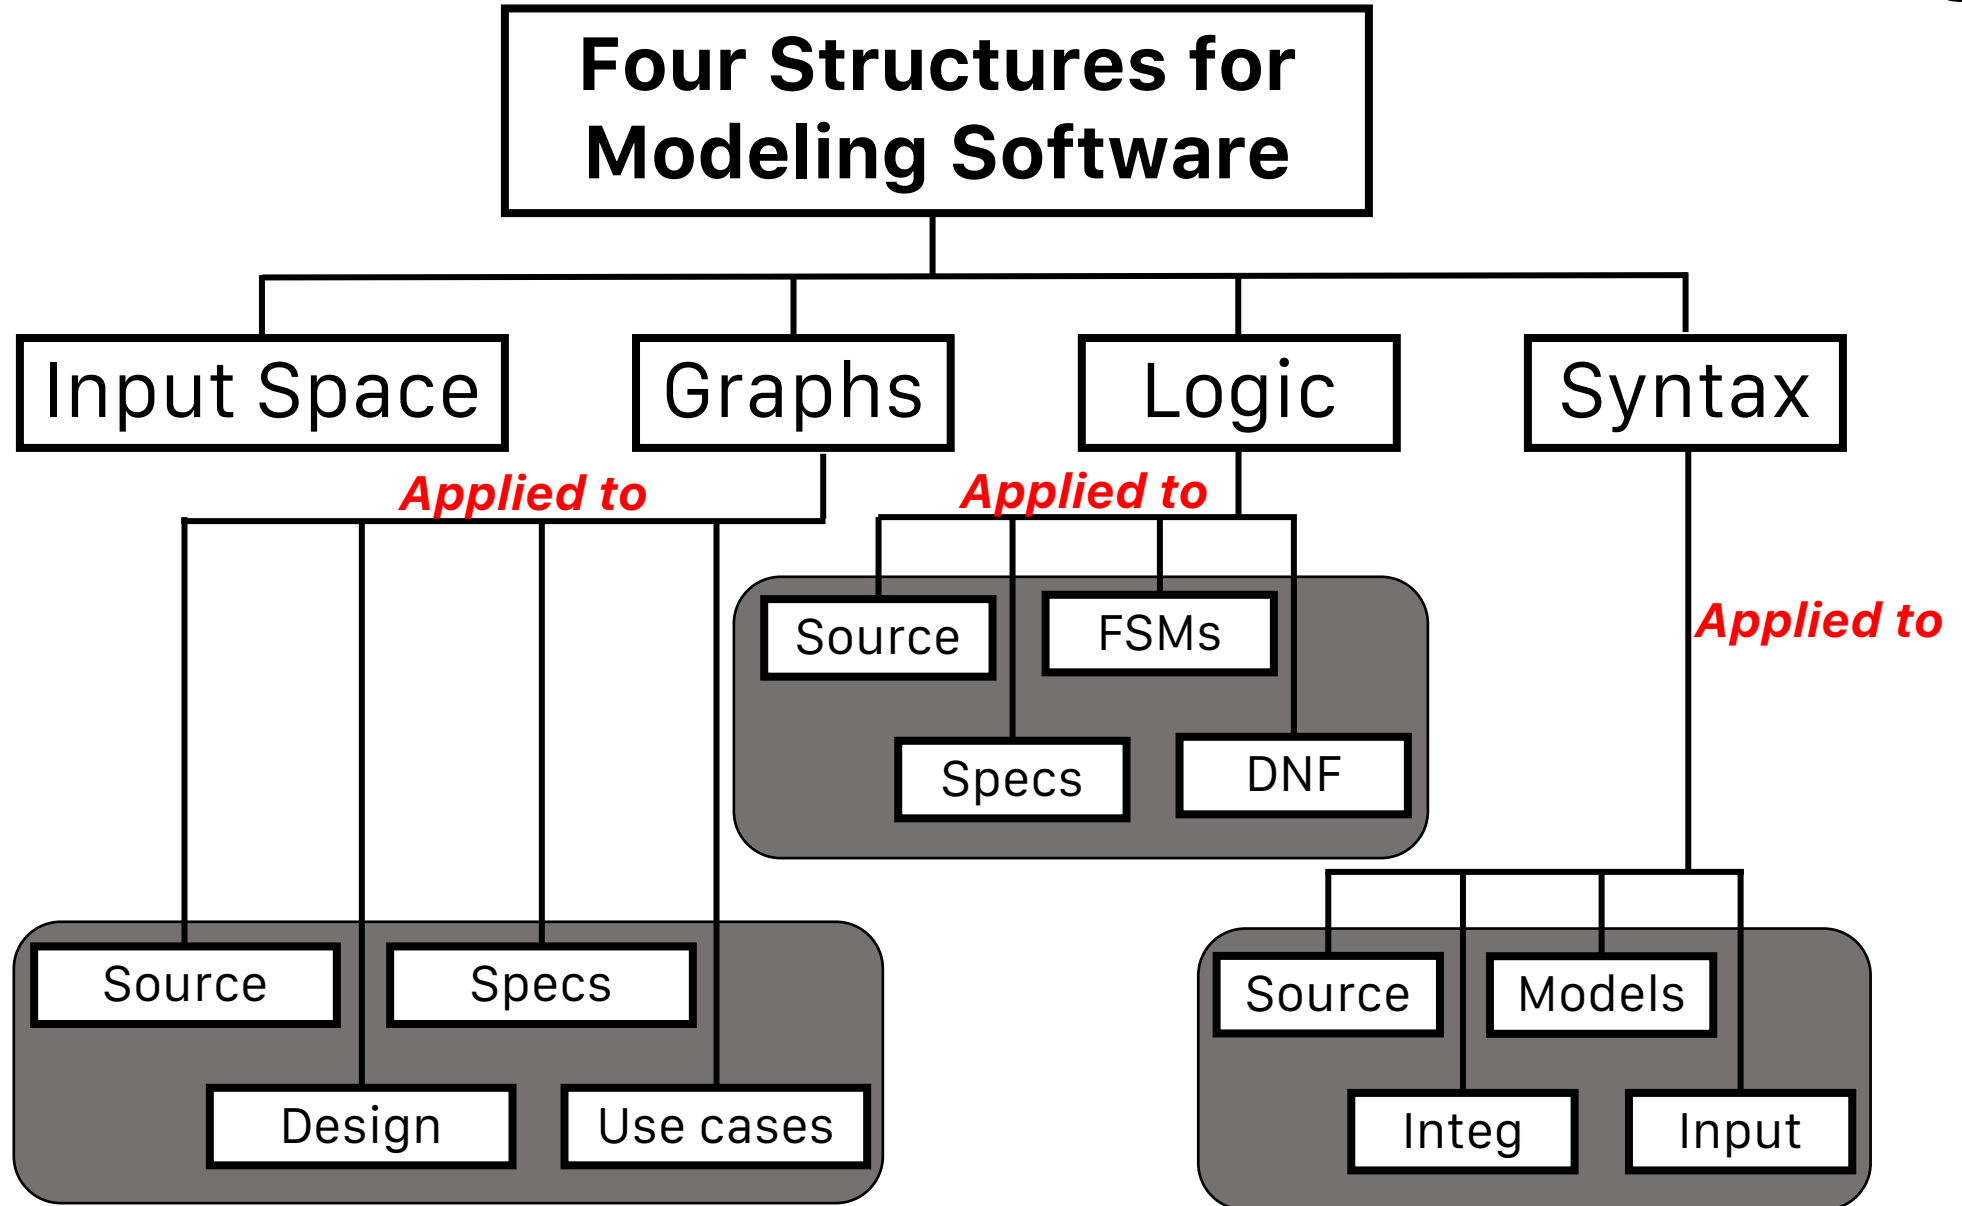 Four Structures for
Modeling Software
Input Space
Graphs
Logic
Syntax
Applied to
Applied to
Applied to
Source
FSMs
Specs
DNF
Source
Specs
Design
Use cases
Source
Models
Integ
Input